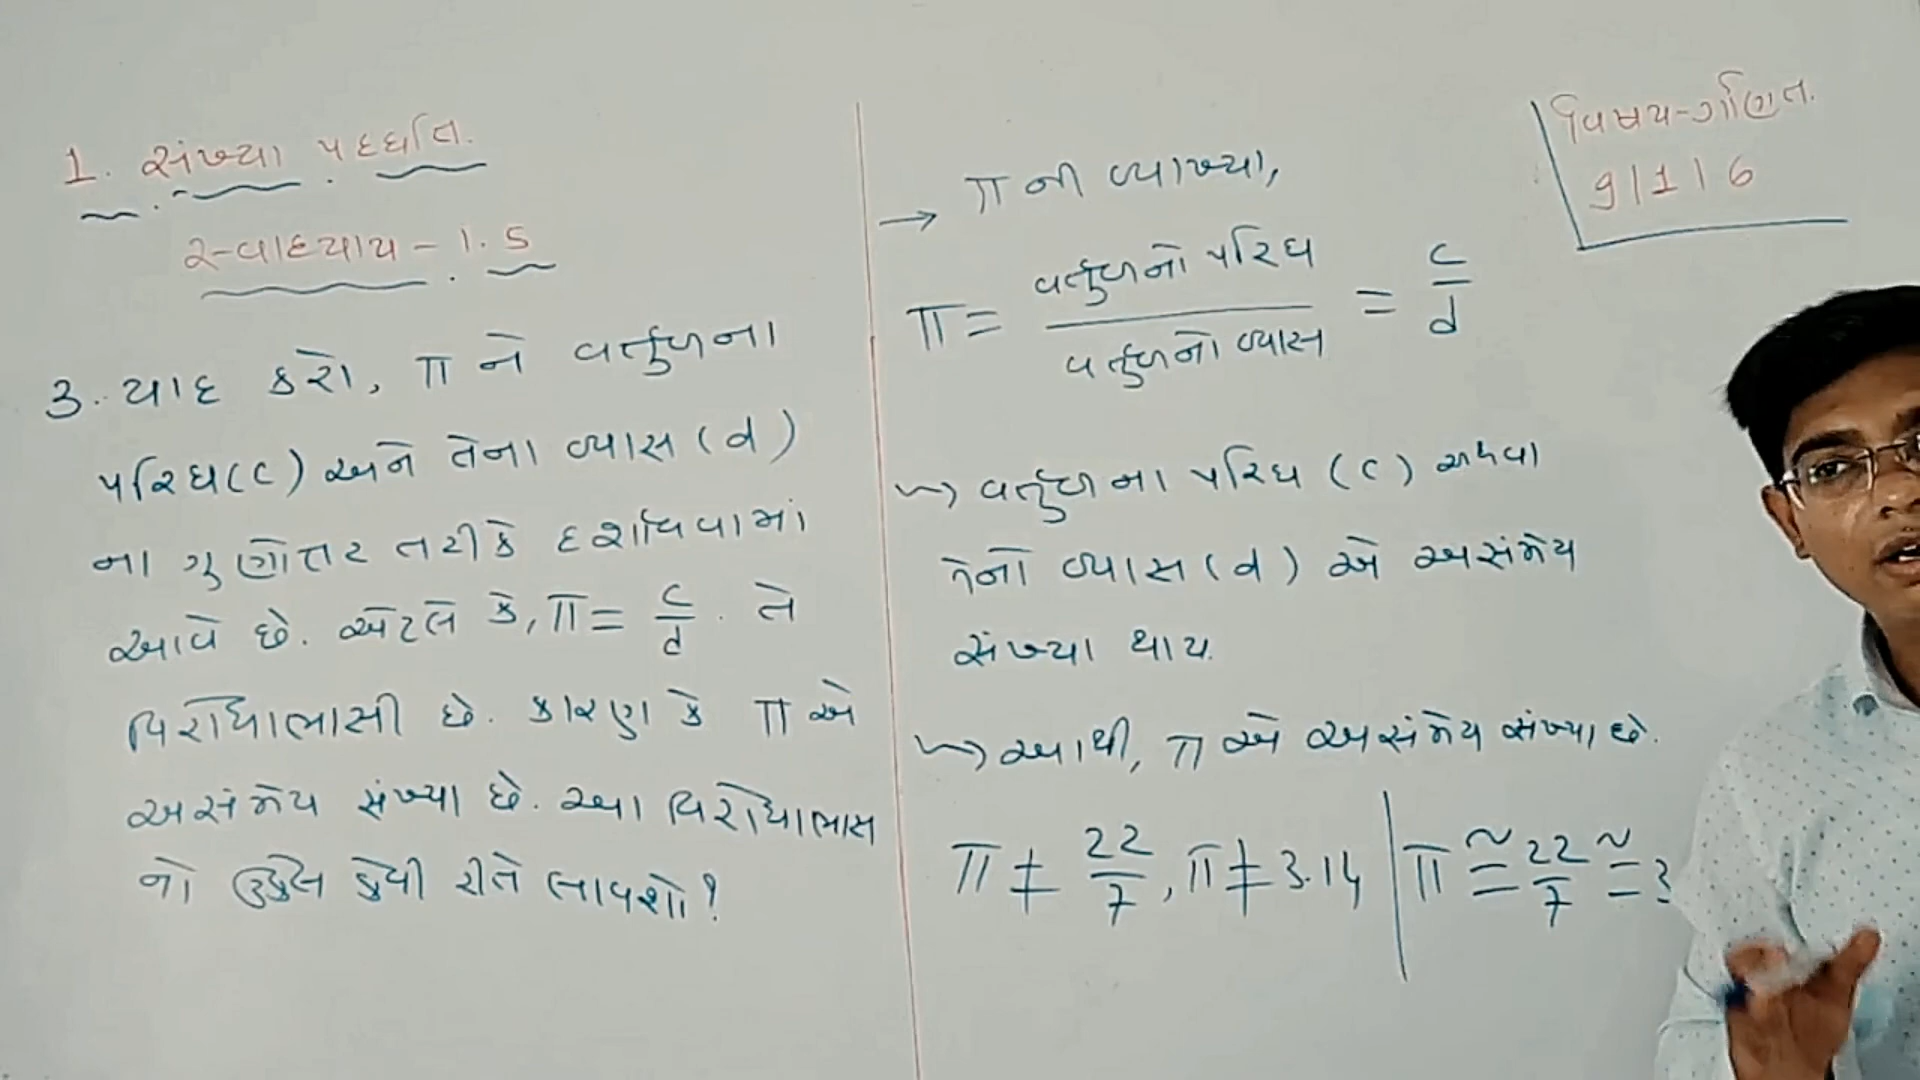 1. સંખ્યા પદ્ધતિ.
સ્વાધ્યાય - 1.5
3. યાદ કરો, π ને વર્તુળના
પરિઘ (c) અને તેના વ્યાસ (d)
ના ગુણોત્તર તરીકે દર્શાવવામાં
આવે છે. એટલે કે, π = c/d. તે
વિરોધાભાસી છે. કારણ કે π એ
અસંમેય સંખ્યા છે. આ વિરોધાભાસ
નો ઉકેલ કેવી રીતે લાવશો?
→ π ની વ્યાખ્યા,
π = વર્તુળનો પરિઘ / વર્તુળનો વ્યાસ = c/d
→ વર્તુળના પરિઘ (c) અથવા
તેનો વ્યાસ (d) એ અસંમેય
સંખ્યા થાય.
→ આથી, π એ અસંમેય સંખ્યા છે.
π ≠ 22/7, π ≠ 3.14 | π ≅ 22/7 ≅ 3
વિષય-ગણિત.
9|1|6